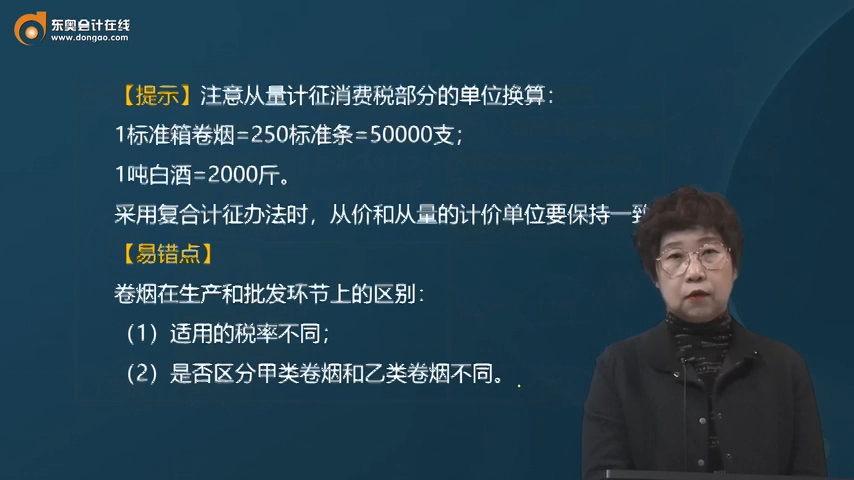 东奥会计在线
www.dongao.com
【提示】注意从量计征消费税部分的单位换算：
1标准箱卷烟=250标准条=50000支；
1吨白酒=2000斤。
采用复合计征办法时，从价和从量的计价单位要保持一致
【易错点】
卷烟在生产和批发环节上的区别：
（1）适用的税率不同；
（2）是否区分甲类卷烟和乙类卷烟不同。